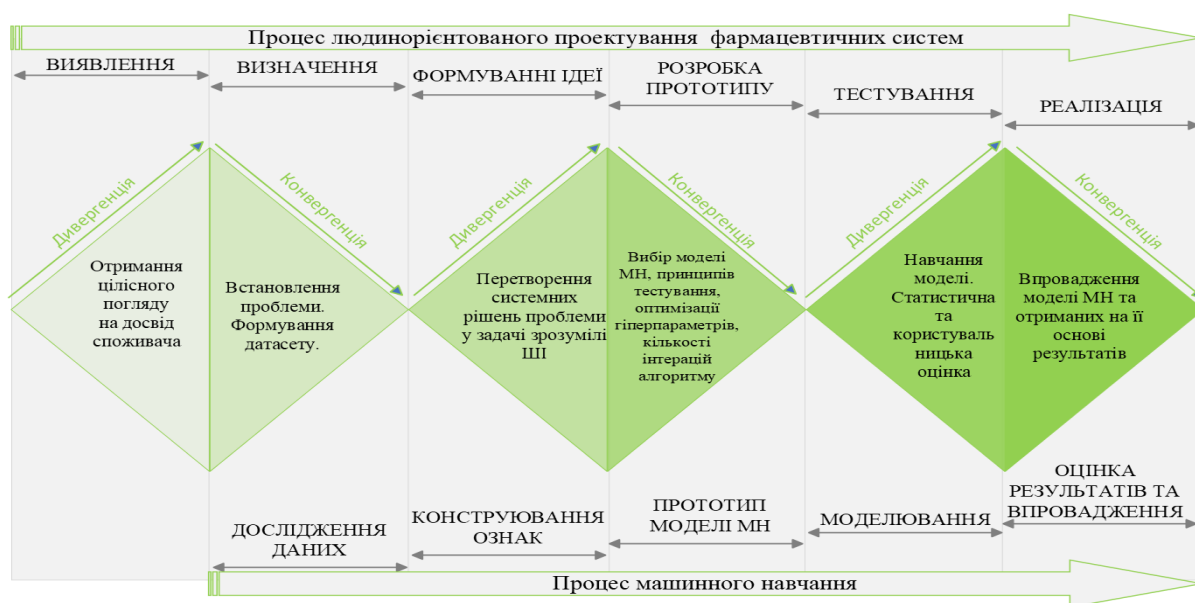 Процес людинорієнтованого проектування фармацевтичних систем
ВИЯВЛЕННЯ
ВИЗНАЧЕННЯ
ФОРМУВАННІ ІДЕЇ
РОЗРОБКА
ПРОТОТИПУ
ТЕСТУВАННЯ
РЕАЛІЗАЦІЯ
Дивергенція
Конвергенція
Дивергенція
Конвергенція
Дивергенція
Конвергенція
Отримання
цілісного
погляду
на досвід
споживача
Встановлення
проблеми.
Формування
датасету.
Перетворення
системних
рішень проблеми
у задачі зрозумілі
ШІ
Вибір моделі
МН, принципів
тестування,
оптимізації
гіперпараметрів,
кількості
інтерацій
алгоритму
Навчання
моделі.
Статистична
та
користуваль
ницька
оцінка
Впровадження
моделі МН та
отриманих на її
основі
результатів
ДОСЛІДЖЕННЯ
ДАНИХ
КОНСТРУЮВАННЯ
ОЗНАК
ПРОТОТИП
МОДЕЛІ МН
МОДЕЛЮВАННЯ
ОЦІНКА
РЕЗУЛЬТАТІВ ТА
ВПРОВАДЖЕННЯ
Процес машинного навчання